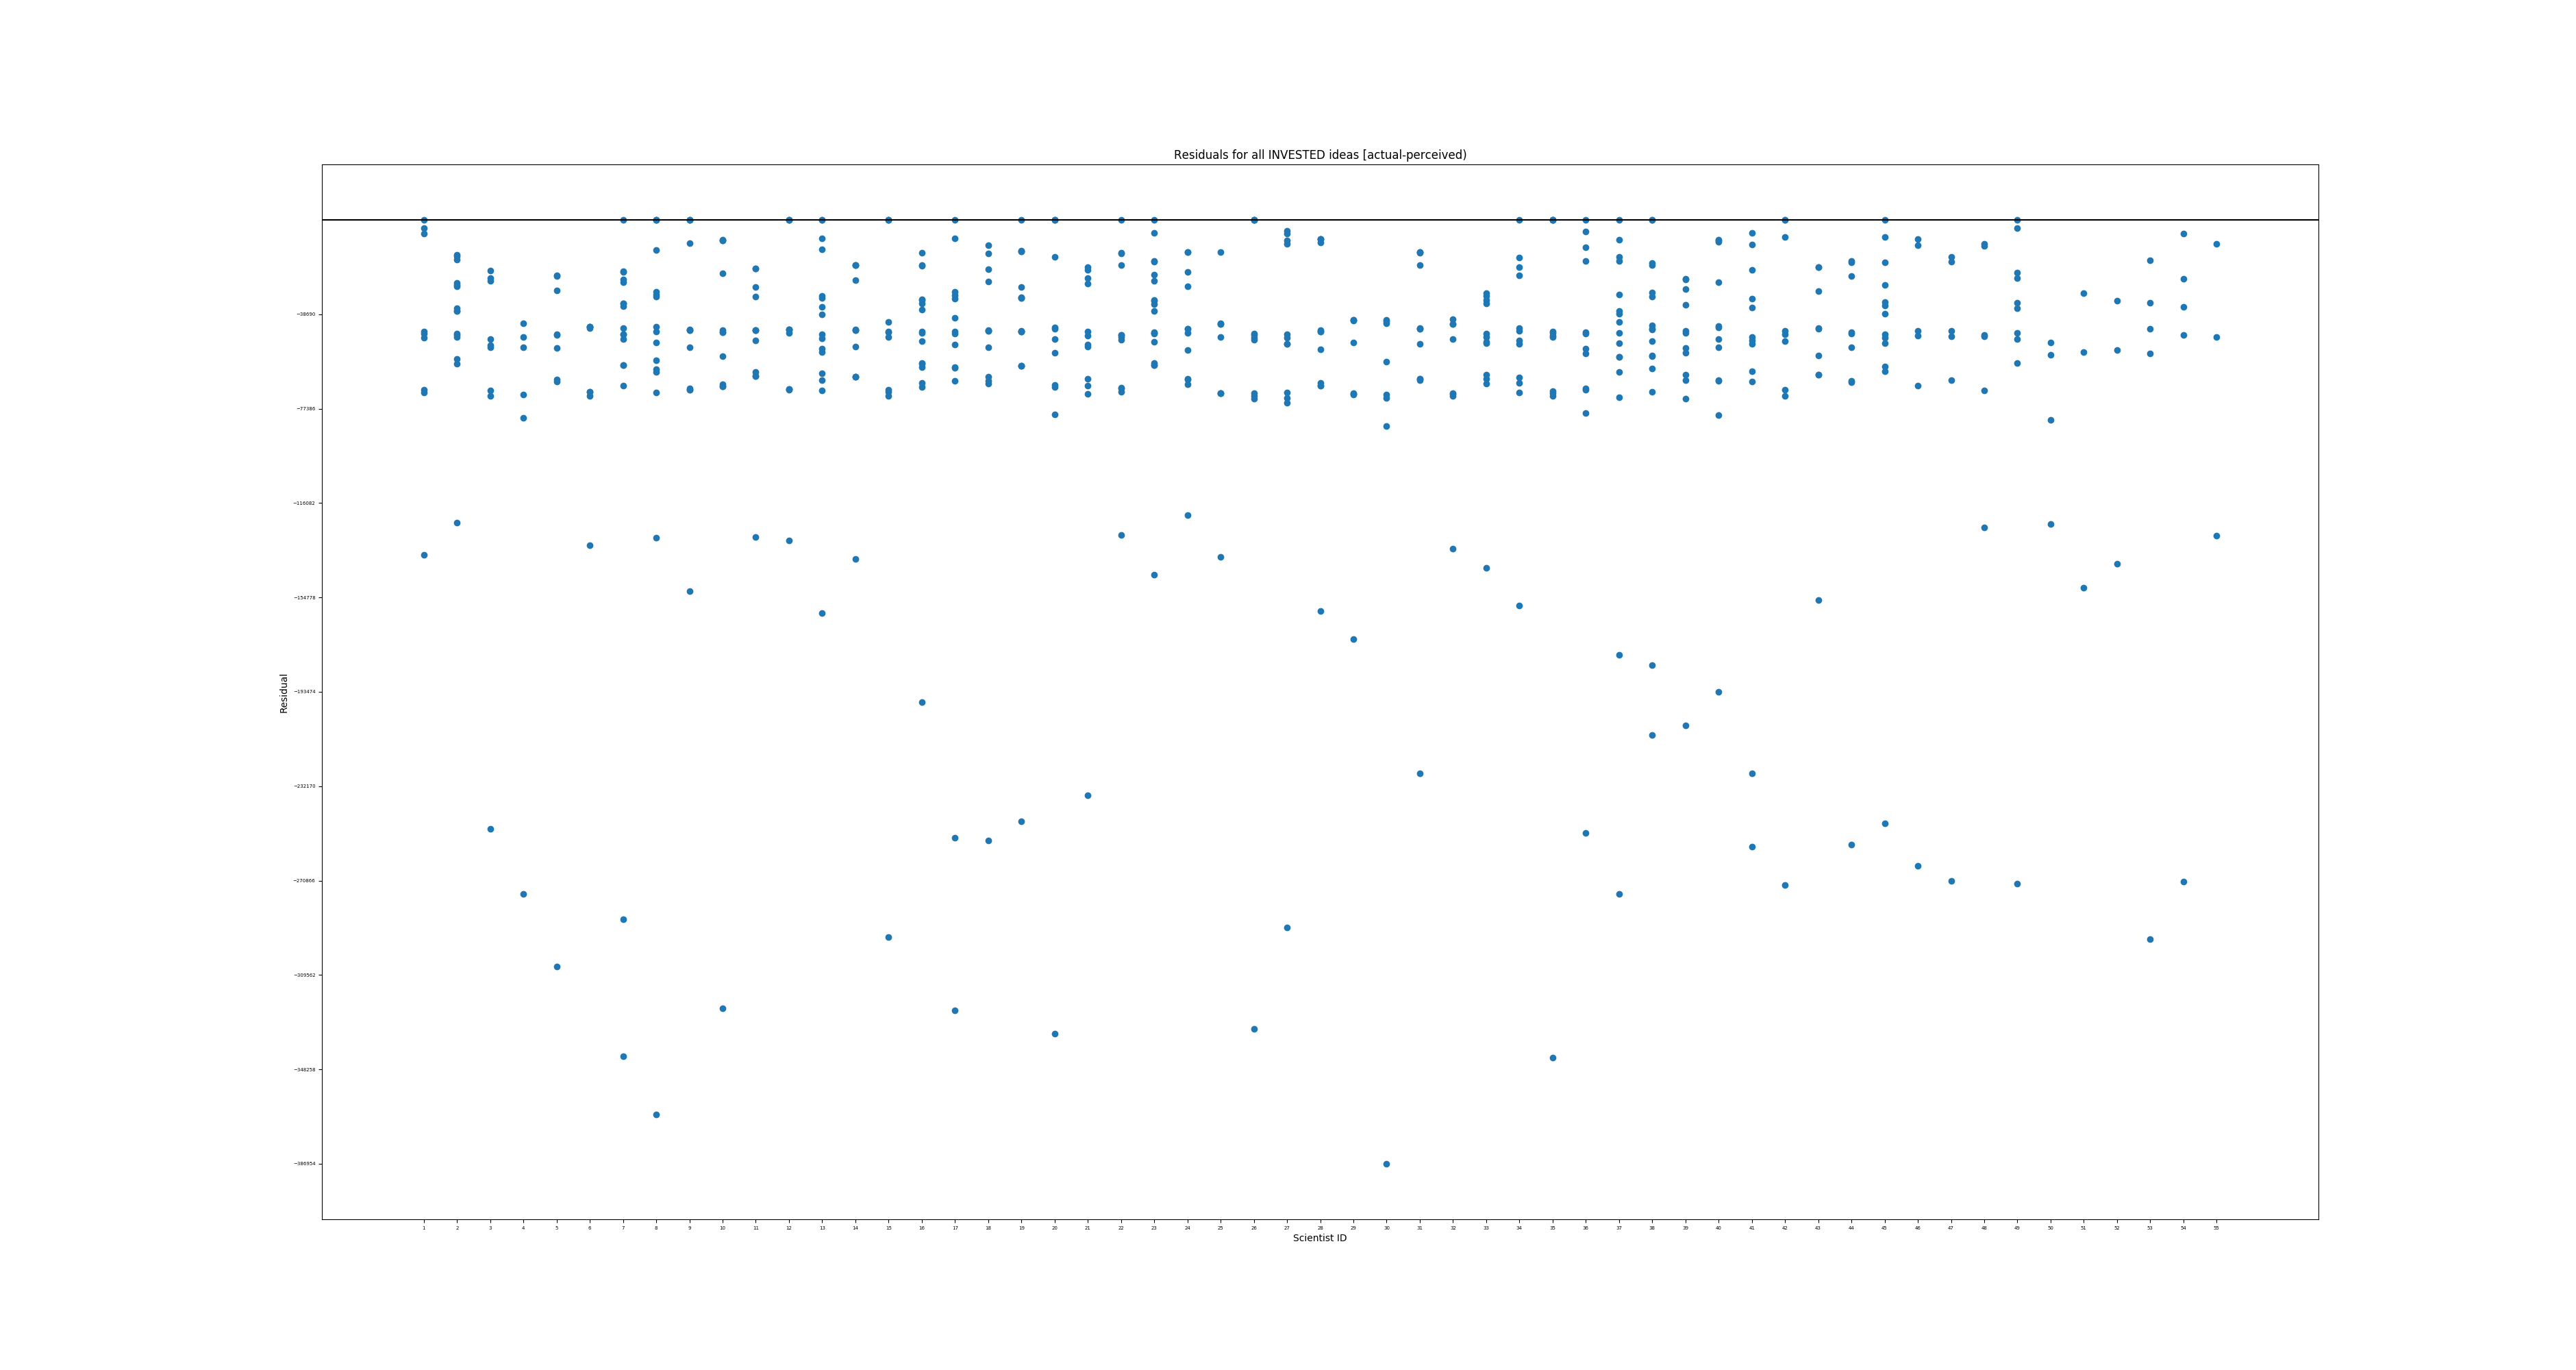 Residuals for all INVESTED ideas [actual-perceived)
−38690
−77386
−116082
−154778
−193474
−232170
−270866
−309562
−348258
−386954
Residual
1 2 3 4 5 6 7 8 9 10 11 12 13 14 15 16 17 18 19 20 21 22 23 24 25 26 27 28 29 30 31 32 33 34 35 36 37 38 39 40 41 42 43 44 45 46 47 48 49 50 51 52 53 54 55
Scientist ID